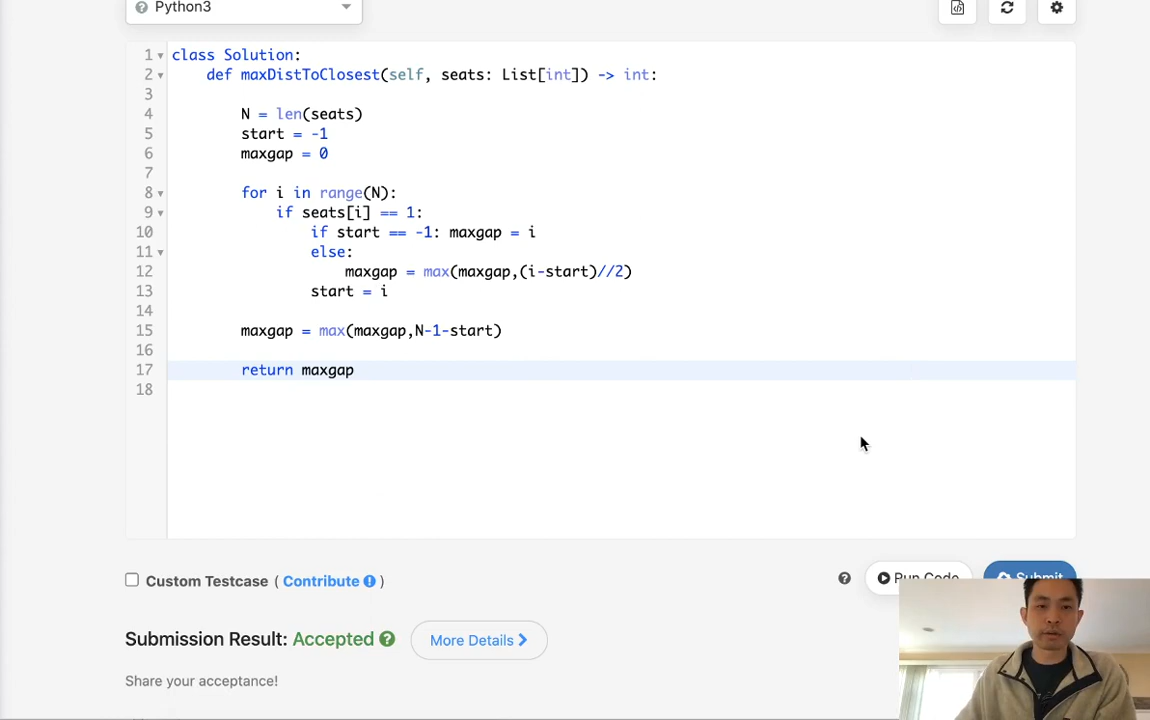 Python3
1 class Solution:
2 def maxDistToClosest(self, seats: List[int]) -> int:
3
4 N = len(seats)
5 start = -1
6 maxgap = 0
7
8 for i in range(N):
9 if seats[i] == 1:
10 if start == -1: maxgap = i
11 else:
12 maxgap = max(maxgap,(i-start)//2)
13 start = i
14
15 maxgap = max(maxgap,N-1-start)
16
17 return maxgap
18
Custom Testcase ( Contribute )
Run Code
Submit
Submission Result: Accepted
More Details
Share your acceptance!